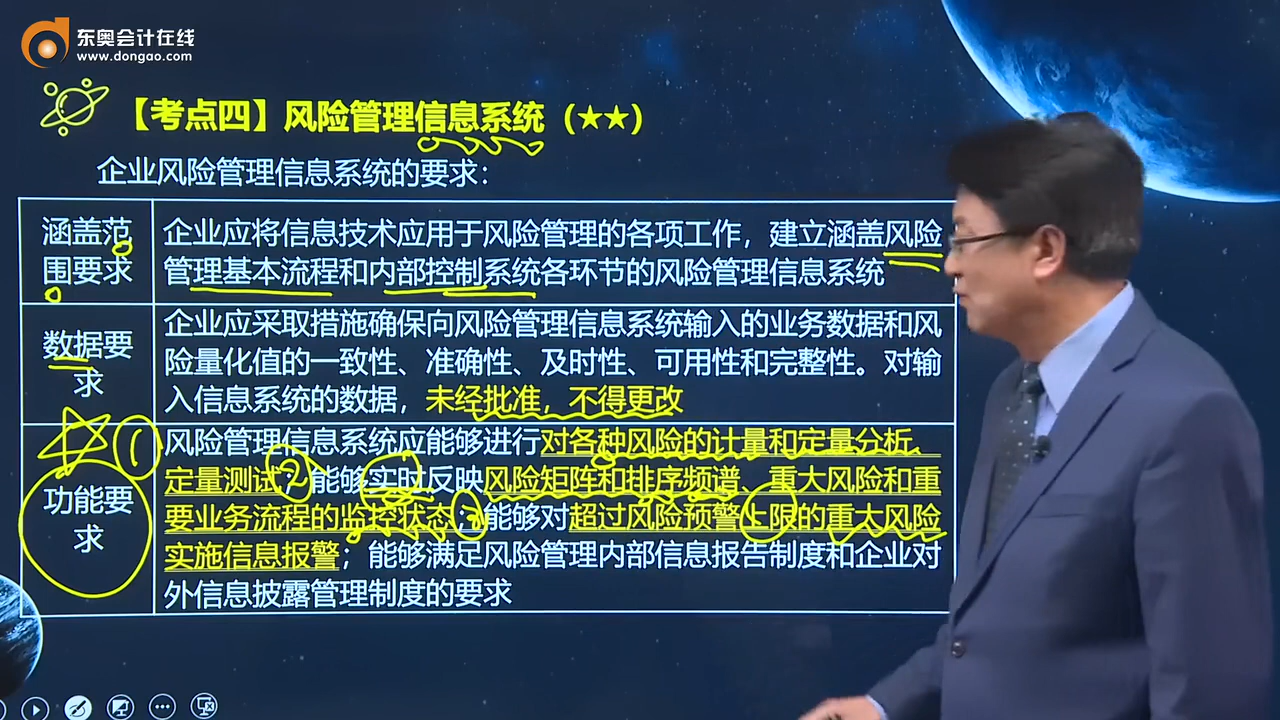 东奥会计在线
www.dongao.com
【考点四】风险管理信息系统（★★）
企业风险管理信息系统的要求：
涵盖范
围要求
企业应将信息技术应用于风险管理的各项工作，建立涵盖风险
管理基本流程和内部控制系统各环节的风险管理信息系统
数据要
求
企业应采取措施确保向风险管理信息系统输入的业务数据和风
险量化值的一致性、准确性、及时性、可用性和完整性。对输
入信息系统的数据，未经批准，不得更改
①
功能要
求
风险管理信息系统应能够进行对各种风险的计量和定量分析、
定量测试②能够实时反映风险矩阵和排序频谱、重大风险和重
要业务流程的监控状态；③能够对超过风险预警上限的重大风险
实施信息报警；能够满足风险管理内部信息报告制度和企业对
外信息披露管理制度的要求